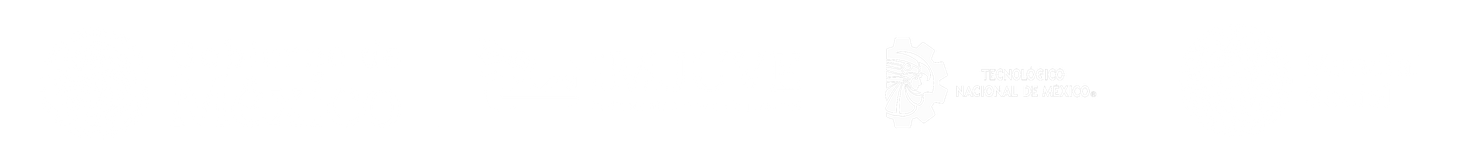 TECNOLÓGICO
NACIONAL DE MÉXICO®